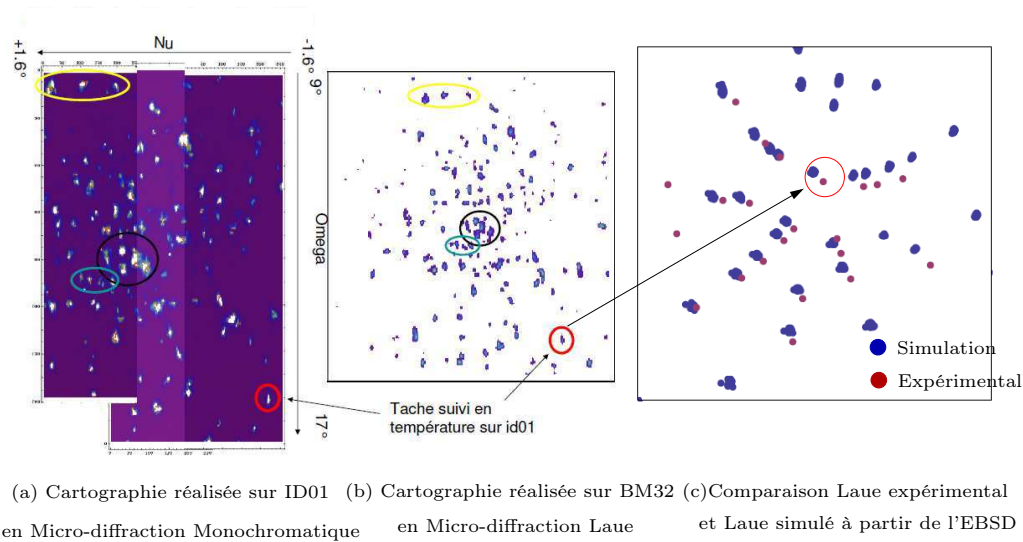 Nu
+1.6°
-1.6°
9°
Omega
17°
Tache suivi en
température sur id01
Simulation
Expérimental
(a) Cartographie réalisée sur ID01
en Micro-diffraction Monochromatique
(b) Cartographie réalisée sur BM32
en Micro-diffraction Laue
(c)Comparaison Laue expérimental
et Laue simulé à partir de l'EBSD